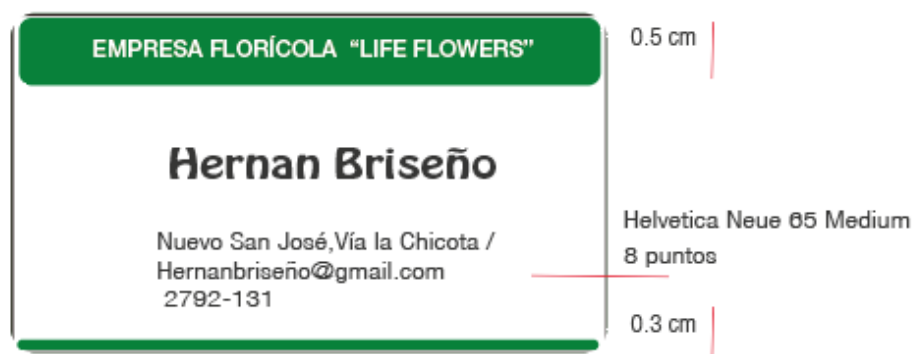 EMPRESA FLORÍCOLA “LIFE FLOWERS”
0.5 cm
Hernan Briseño
Nuevo San José,Vía la Chicota /
Hernanbriseño@gmail.com
2792-131
Helvetica Neue 65 Medium
8 puntos
0.3 cm